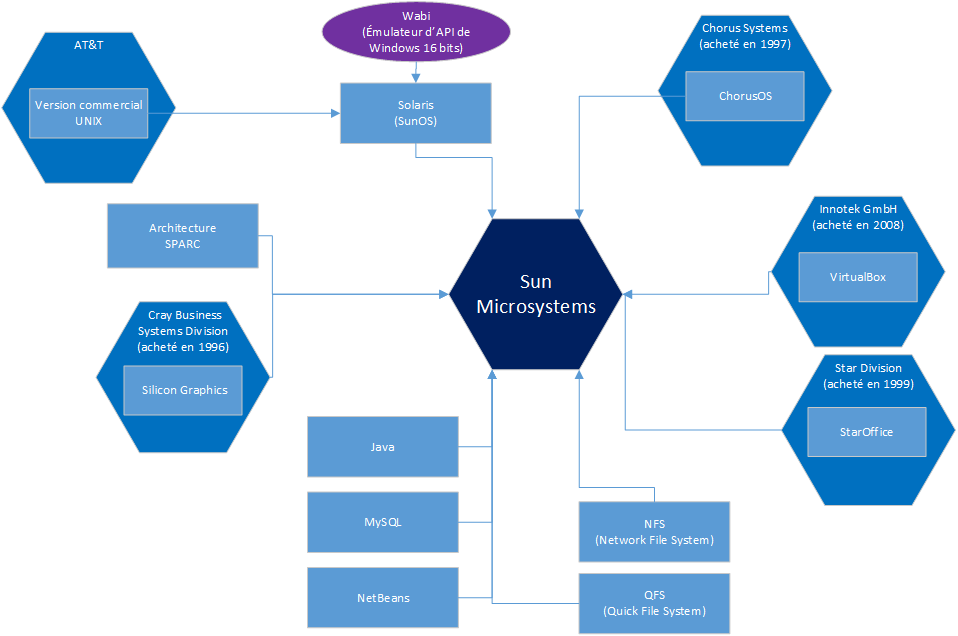 Wabi
(Émulateur d’API de
Windows 16 bits)
AT&T
Version commercial
UNIX
Solaris
(SunOS)
Chorus Systems
(acheté en 1997)
ChorusOS
Architecture
SPARC
Innotek GmbH
(acheté en 2008)
VirtualBox
Sun
Microsystems
Cray Business
Systems Division
(acheté en 1996)
Silicon Graphics
Star Division
(acheté en 1999)
StarOffice
Java
MySQL
NetBeans
NFS
(Network File System)
QFS
(Quick File System)